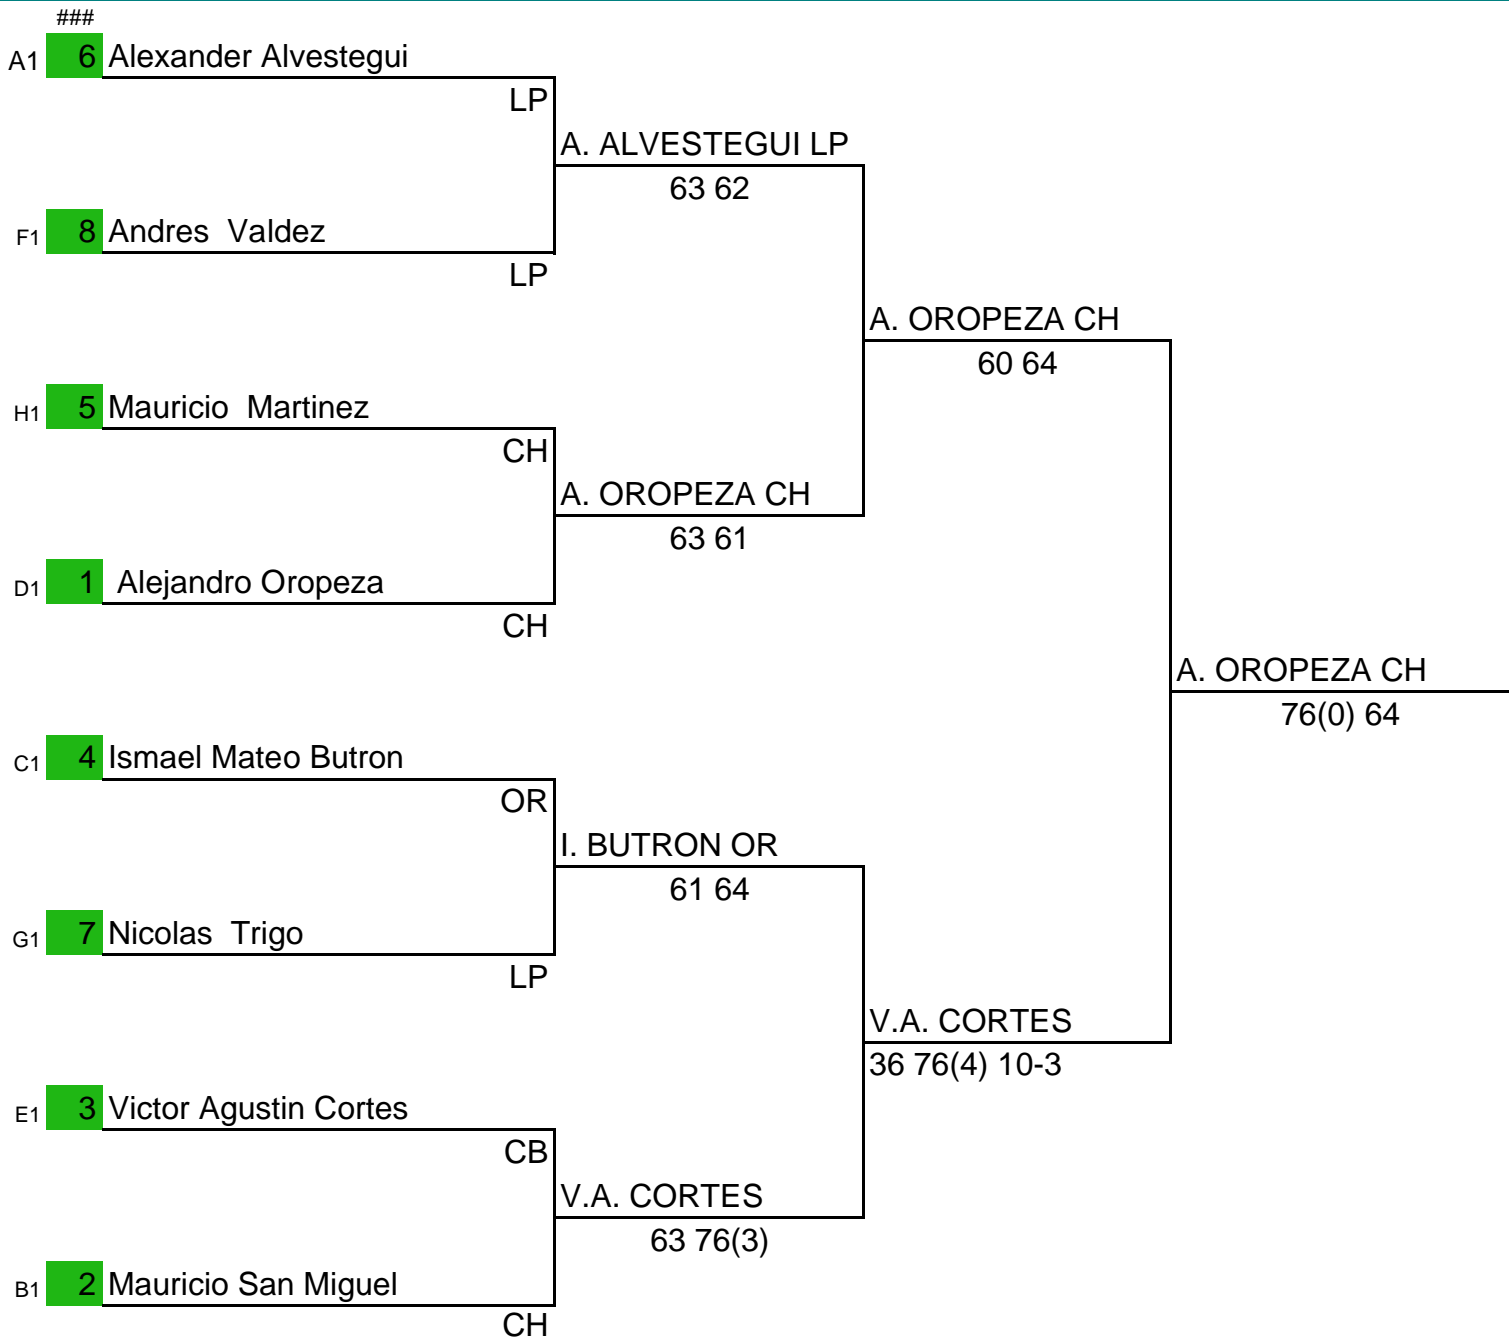 ###
A1 6 Alexander Alvestegui
LP
A. ALVESTEGUI LP
63 62
F1 8 Andres  Valdez
LP
A. OROPEZA CH
60 64
H1 5 Mauricio  Martinez
CH
A. OROPEZA CH
63 61
D1 1 Alejandro Oropeza
CH
A. OROPEZA CH
76(0) 64
C1 4 Ismael Mateo Butron
OR
I. BUTRON OR
61 64
G1 7 Nicolas  Trigo
LP
V.A. CORTES
36 76(4) 10-3
E1 3 Victor Agustin Cortes
CB
V.A. CORTES
63 76(3)
B1 2 Mauricio San Miguel
CH